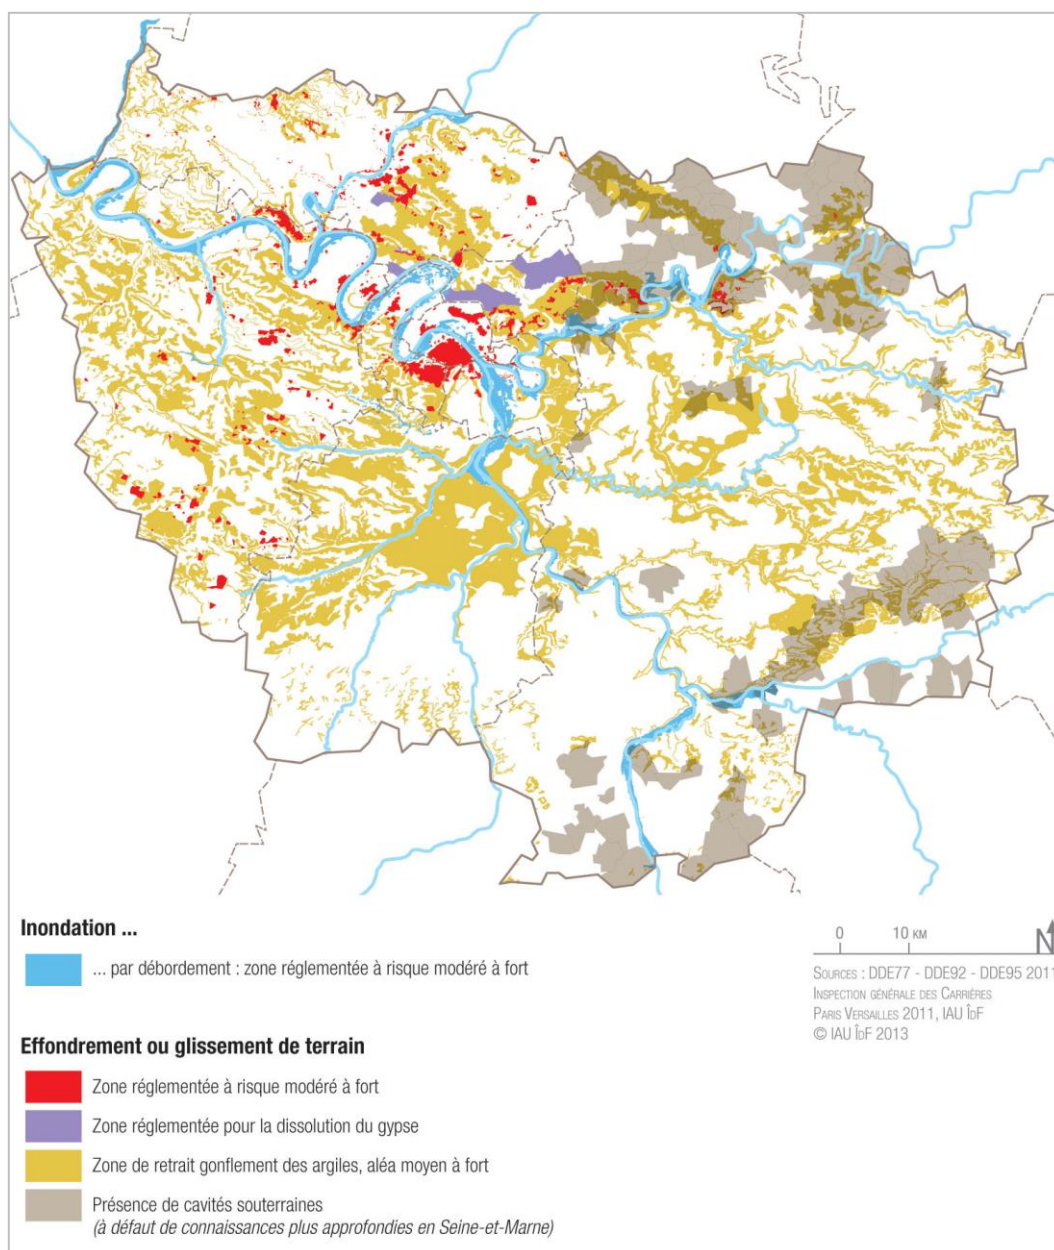 Inondation ...
... par débordement : zone réglementée à risque modéré à fort
Effondrement ou glissement de terrain
Zone réglementée à risque modéré à fort
Zone réglementée pour la dissolution du gypse
Zone de retrait gonflement des argiles, aléa moyen à fort
Présence de cavités souterraines
(à défaut de connaissances plus approfondies en Seine-et-Marne)
0 10 KM
N
SOURCES : DDE77 - DDE92 - DDE95 2011
INSPECTION GÉNÉRALE DES CARRIÈRES
PARIS VERSAILLES 2011, IAU ÎDF
© IAU ÎDF 2013